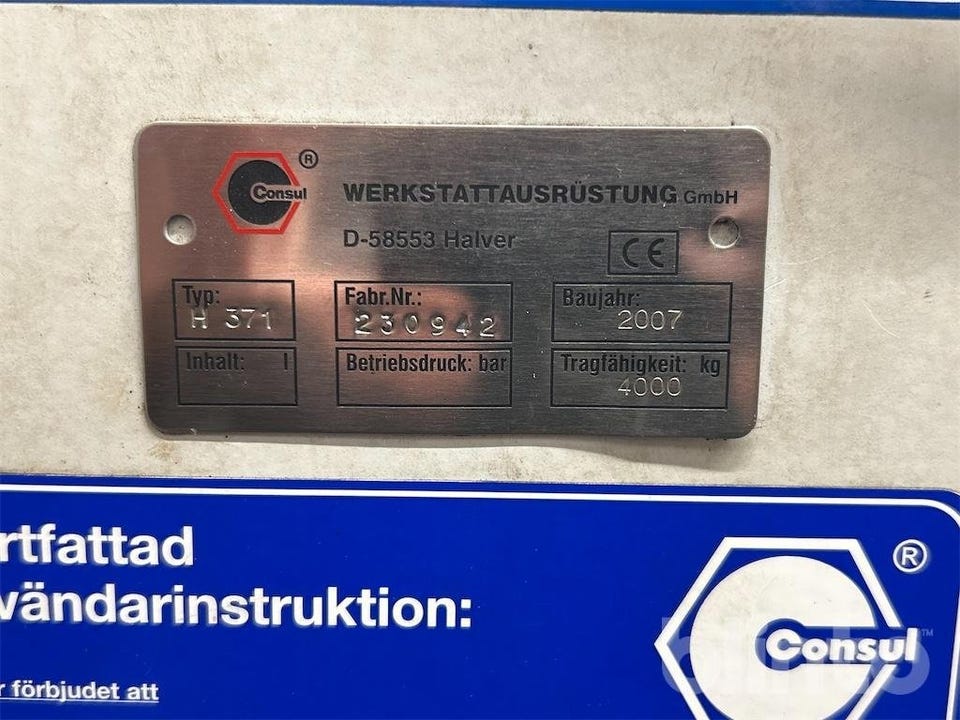 Consul ®
WERKSTATTAUSRÜSTUNG GmbH
D-58553 Halver
CE
Typ:
H 371
Fabr.Nr.:
230942
Baujahr:
2007
Inhalt: l
Betriebsdruck: bar
Tragfähigkeit: kg
4000
rtfattad
vändarinstruktion:
r förbjudet att
Consul ®
blinto™